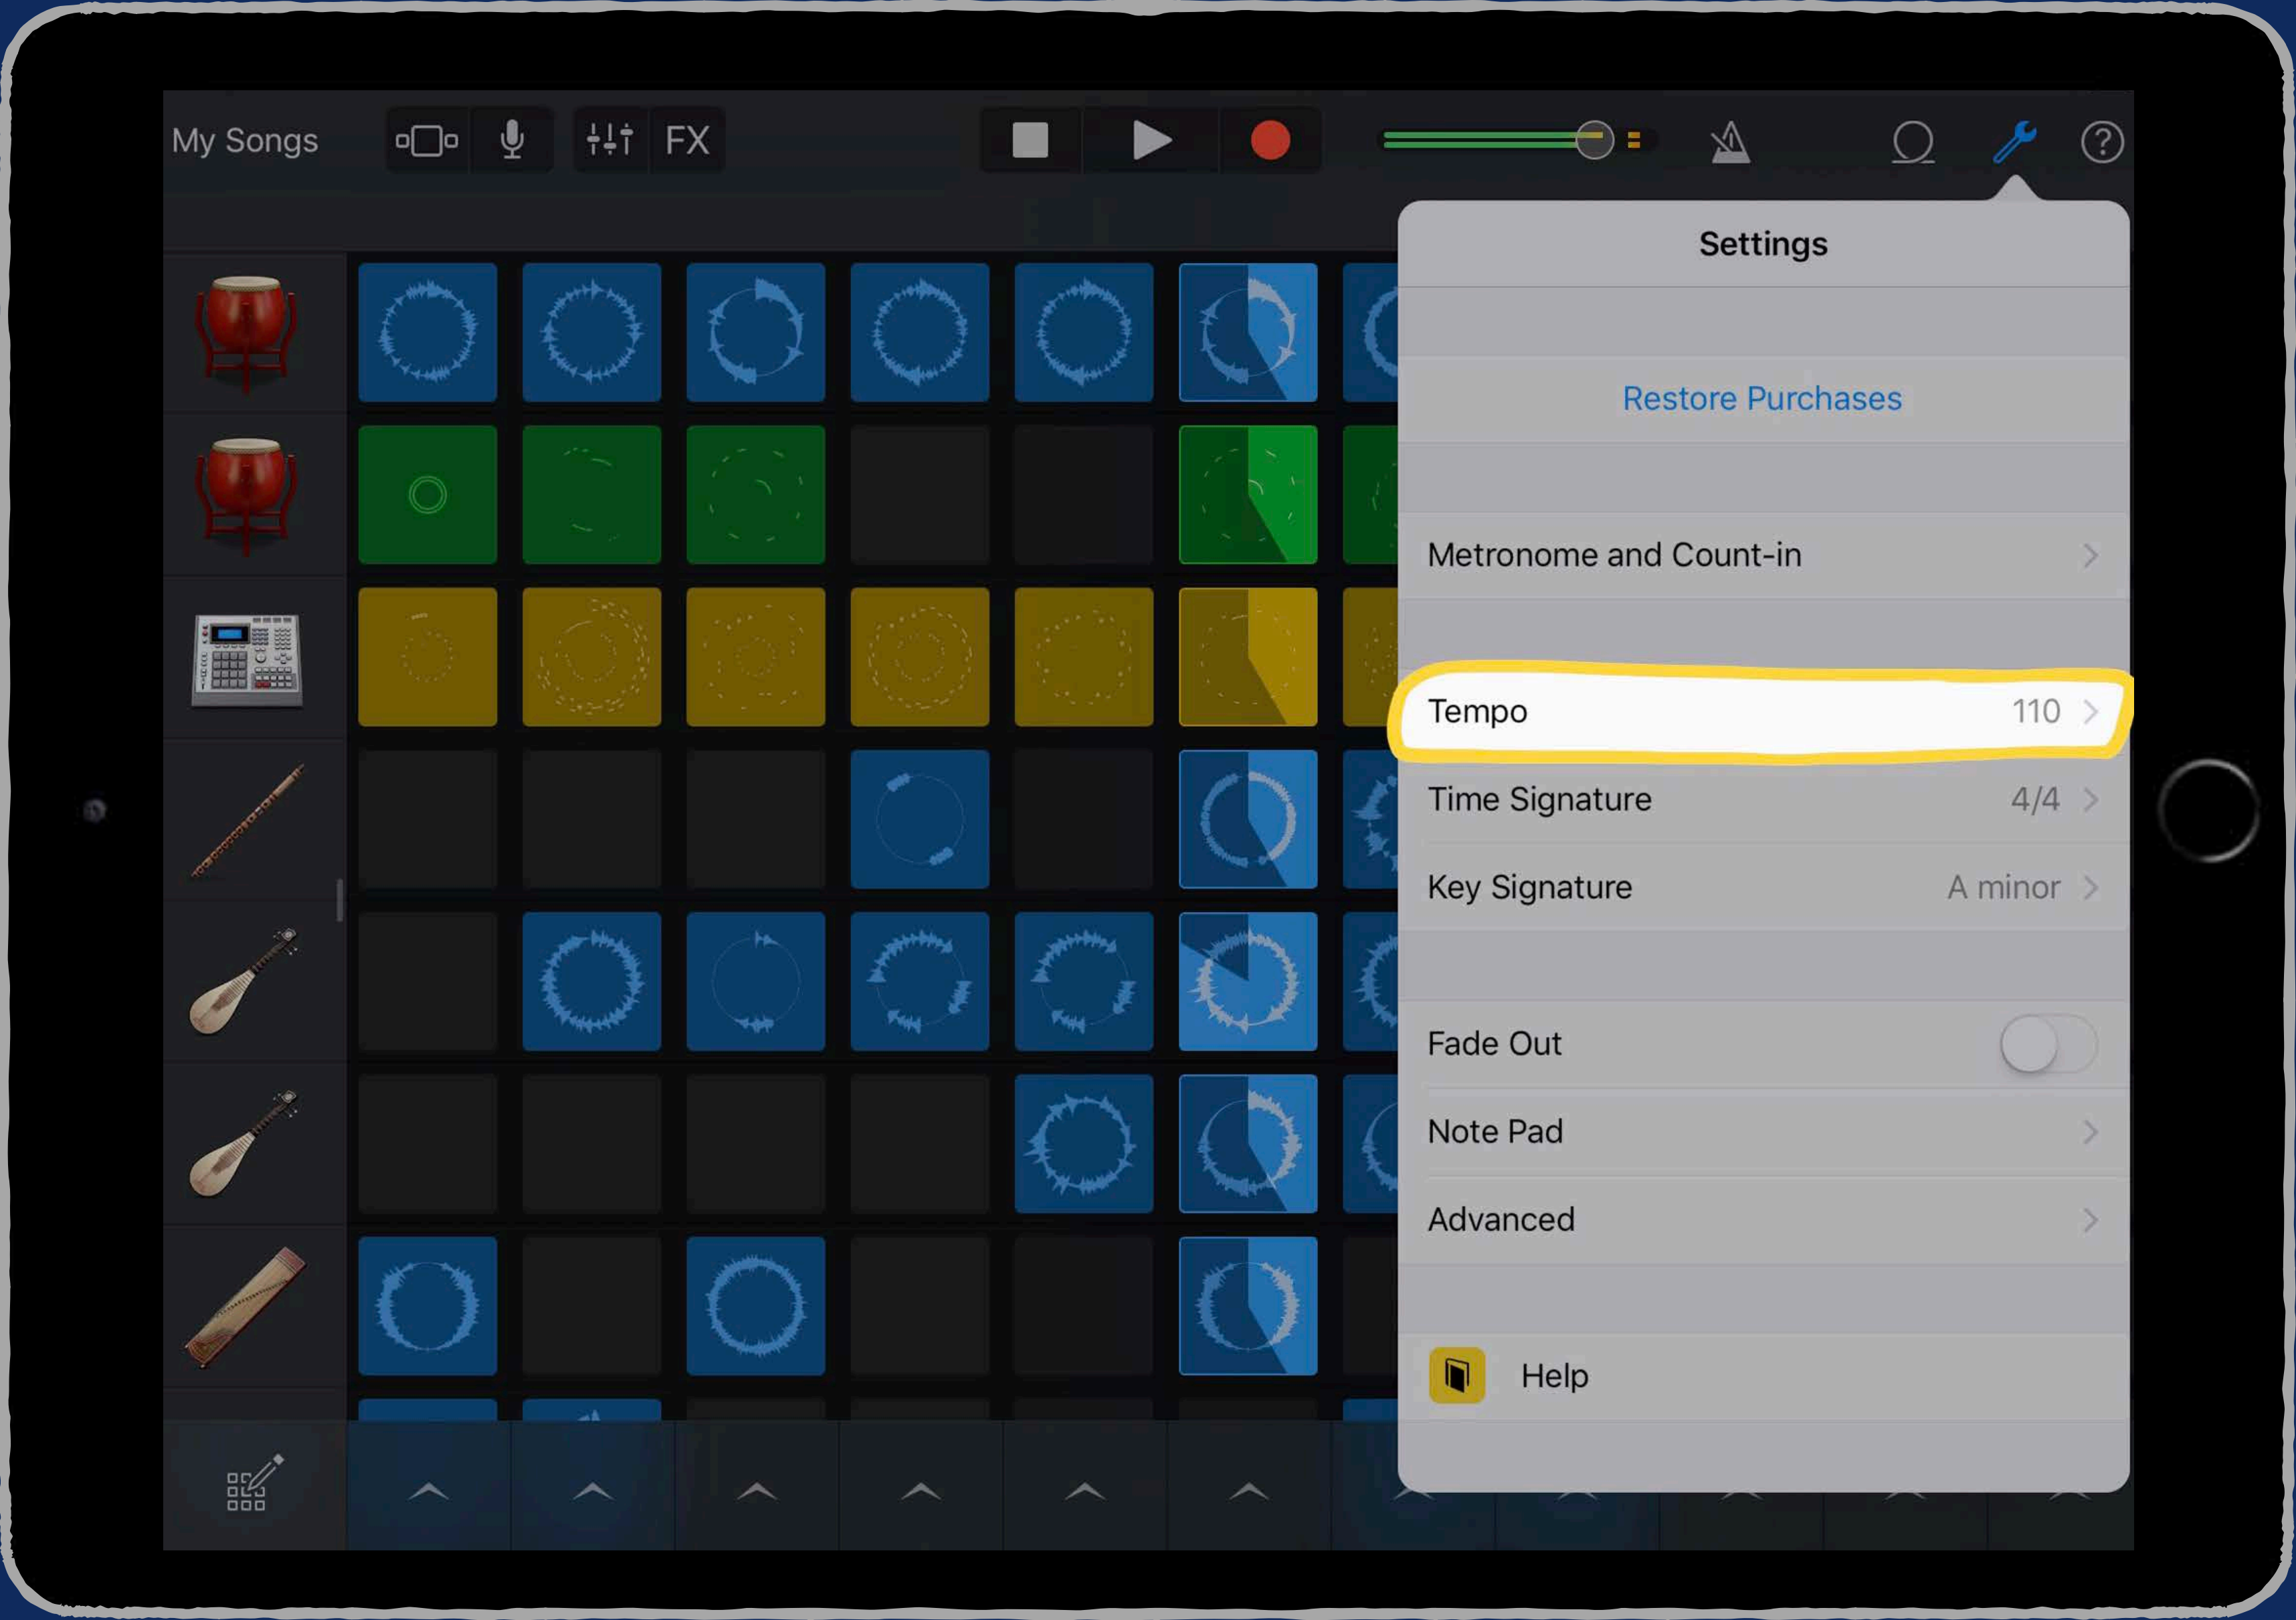 My Songs
FX
Settings
Restore Purchases
Metronome and Count-in
Tempo 110
Time Signature 4/4
Key Signature A minor
Fade Out
Note Pad
Advanced
Help